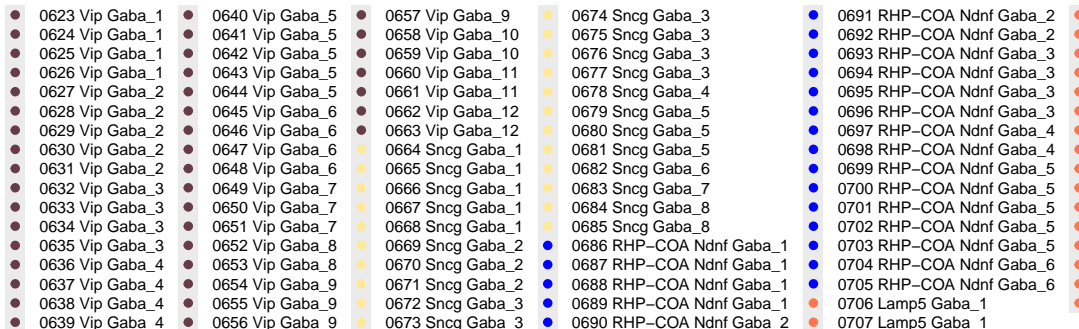 0623 Vip Gaba_1
0624 Vip Gaba_1
0625 Vip Gaba_1
0626 Vip Gaba_1
0627 Vip Gaba_2
0628 Vip Gaba_2
0629 Vip Gaba_2
0630 Vip Gaba_2
0631 Vip Gaba_2
0632 Vip Gaba_3
0633 Vip Gaba_3
0634 Vip Gaba_3
0635 Vip Gaba_3
0636 Vip Gaba_4
0637 Vip Gaba_4
0638 Vip Gaba_4
0639 Vip Gaba_4
0640 Vip Gaba_5
0641 Vip Gaba_5
0642 Vip Gaba_5
0643 Vip Gaba_5
0644 Vip Gaba_5
0645 Vip Gaba_6
0646 Vip Gaba_6
0647 Vip Gaba_6
0648 Vip Gaba_6
0649 Vip Gaba_7
0650 Vip Gaba_7
0651 Vip Gaba_7
0652 Vip Gaba_8
0653 Vip Gaba_8
0654 Vip Gaba_9
0655 Vip Gaba_9
0656 Vip Gaba_9
0657 Vip Gaba_9
0658 Vip Gaba_10
0659 Vip Gaba_10
0660 Vip Gaba_11
0661 Vip Gaba_11
0662 Vip Gaba_12
0663 Vip Gaba_12
0664 Sncg Gaba_1
0665 Sncg Gaba_1
0666 Sncg Gaba_1
0667 Sncg Gaba_1
0668 Sncg Gaba_1
0669 Sncg Gaba_2
0670 Sncg Gaba_2
0671 Sncg Gaba_2
0672 Sncg Gaba_3
0673 Sncg Gaba_3
0674 Sncg Gaba_3
0675 Sncg Gaba_3
0676 Sncg Gaba_3
0677 Sncg Gaba_3
0678 Sncg Gaba_4
0679 Sncg Gaba_5
0680 Sncg Gaba_5
0681 Sncg Gaba_5
0682 Sncg Gaba_6
0683 Sncg Gaba_7
0684 Sncg Gaba_8
0685 Sncg Gaba_8
0686 RHP−COA Ndnf Gaba_1
0687 RHP−COA Ndnf Gaba_1
0688 RHP−COA Ndnf Gaba_1
0689 RHP−COA Ndnf Gaba_1
0690 RHP−COA Ndnf Gaba_2
0691 RHP−COA Ndnf Gaba_2
0692 RHP−COA Ndnf Gaba_2
0693 RHP−COA Ndnf Gaba_3
0694 RHP−COA Ndnf Gaba_3
0695 RHP−COA Ndnf Gaba_3
0696 RHP−COA Ndnf Gaba_3
0697 RHP−COA Ndnf Gaba_4
0698 RHP−COA Ndnf Gaba_4
0699 RHP−COA Ndnf Gaba_5
0700 RHP−COA Ndnf Gaba_5
0701 RHP−COA Ndnf Gaba_5
0702 RHP−COA Ndnf Gaba_5
0703 RHP−COA Ndnf Gaba_5
0704 RHP−COA Ndnf Gaba_6
0705 RHP−COA Ndnf Gaba_6
0706 Lamp5 Gaba_1
0707 Lamp5 Gaba_1